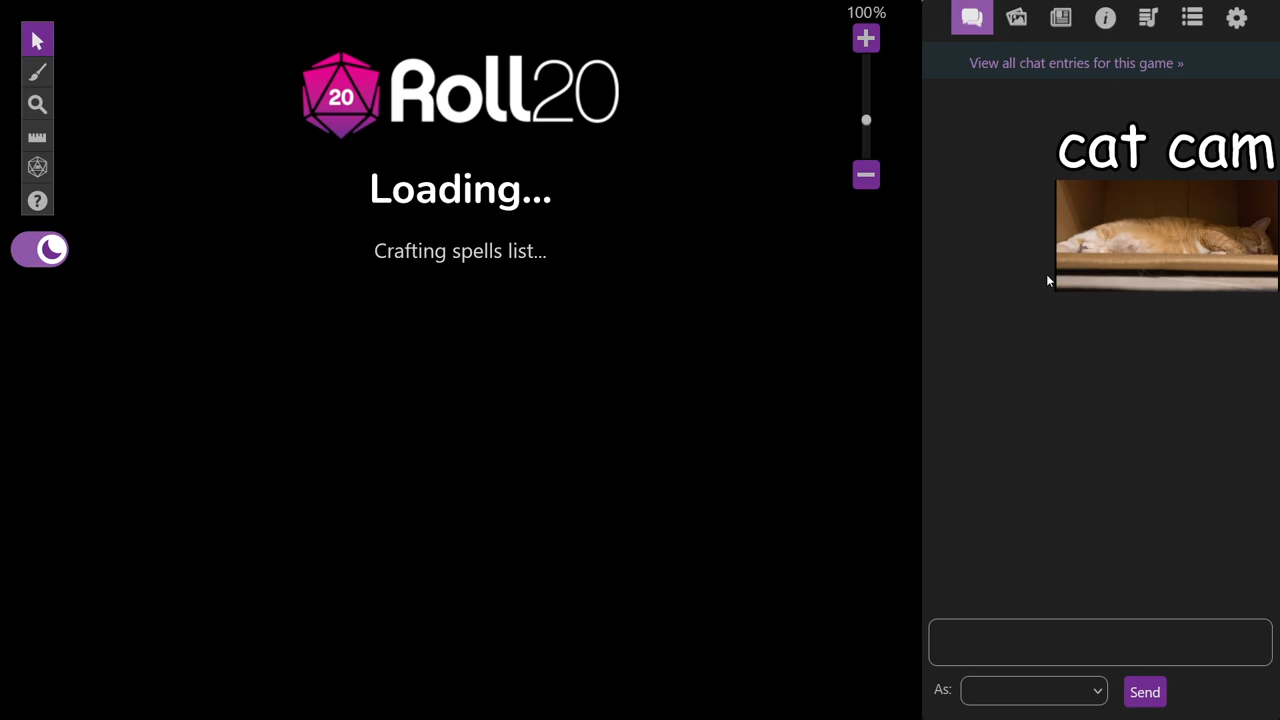 100%
20 Roll20
Loading...
Crafting spells list...
View all chat entries for this game »
cat cam
As:
Send